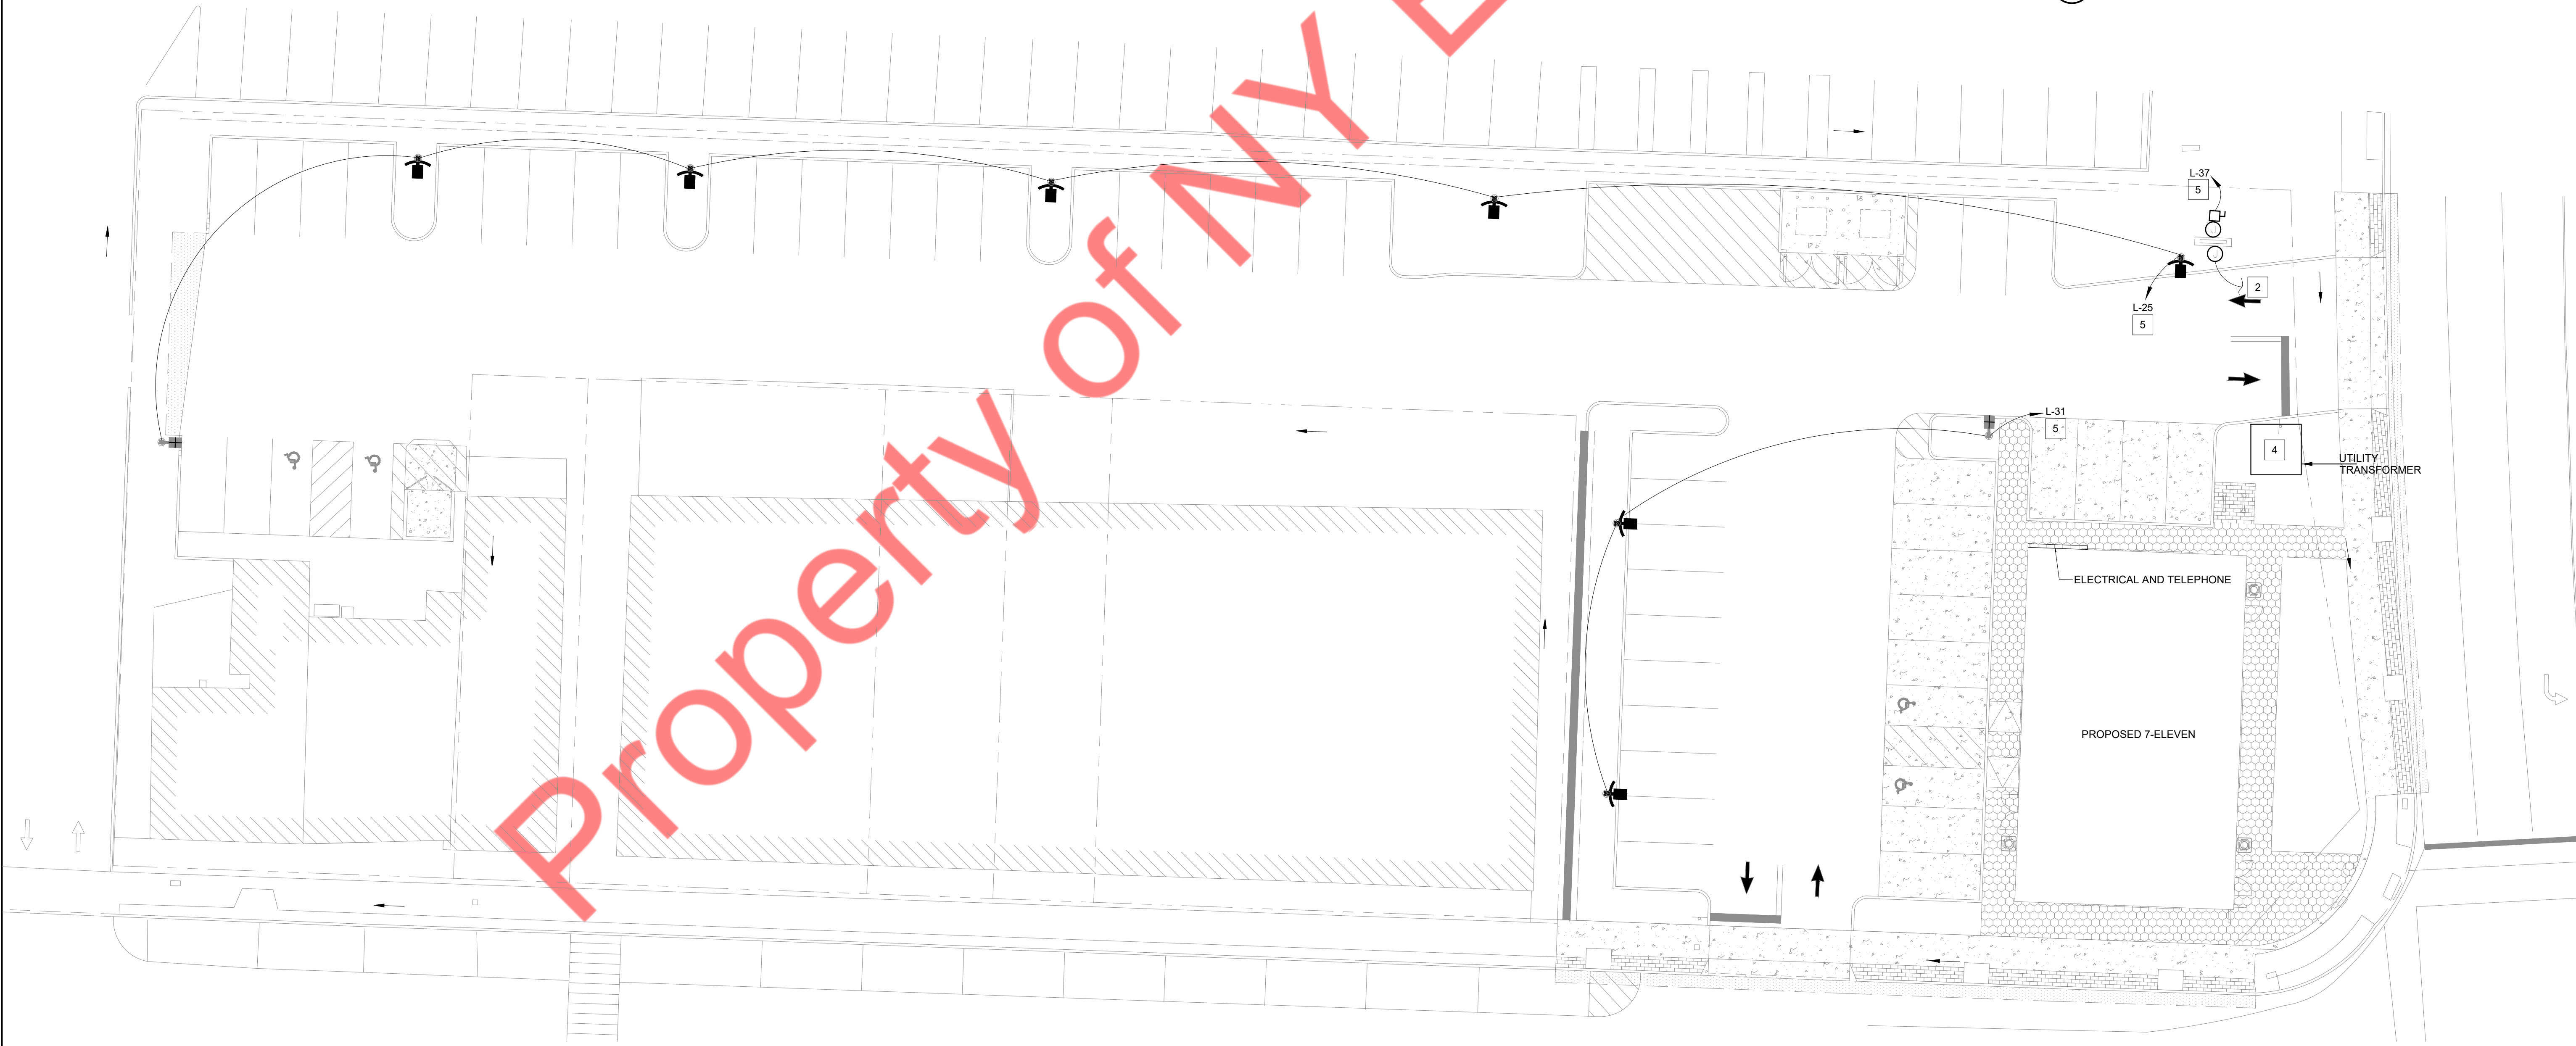 L-37
5
J
J
2
L-25
5
L-31
5
4
UTILITY
TRANSFORMER
ELECTRICAL AND TELEPHONE
PROPOSED 7-ELEVEN
Property of NY E